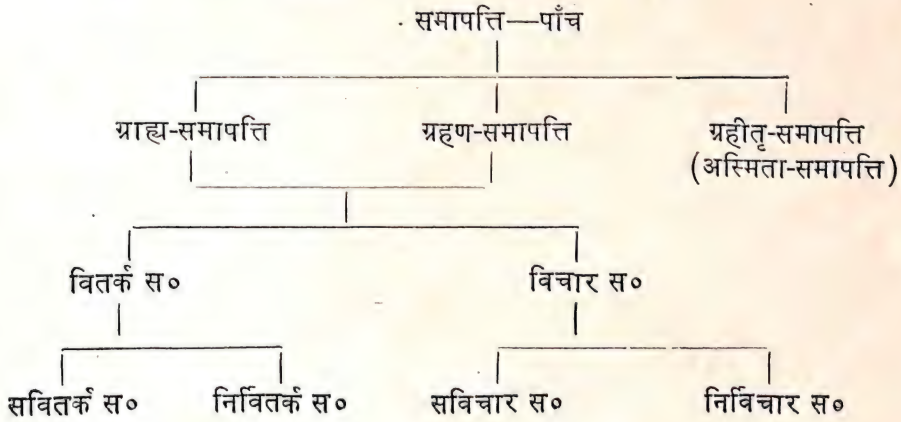 समापत्ति—पाँच
ग्राह्य-समापत्ति ग्रहण-समापत्ति ग्रहीतृ-समापत्ति
(अस्मिता-समापत्ति)
वितर्क स० विचार स०
सवितर्क स० निर्वितर्क स० सविचार स० निर्विचार स०